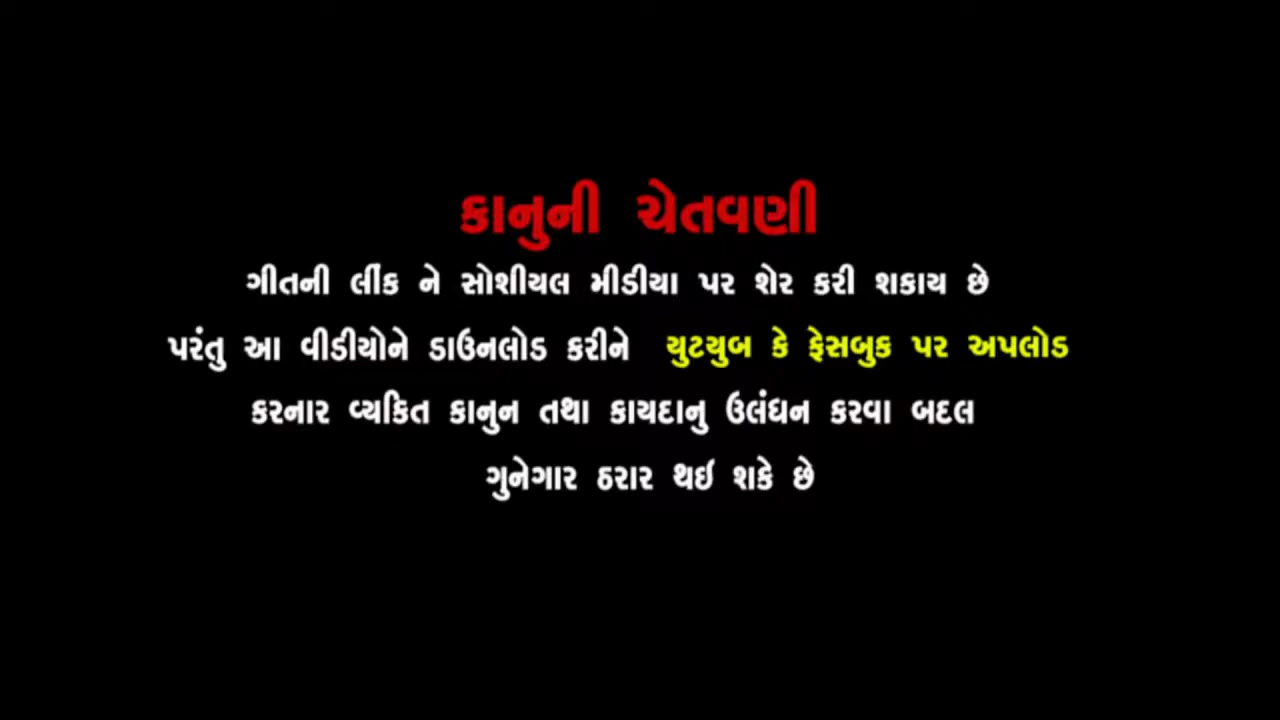 કાનુની ચેતવણી
ગીતની લીંક ને સોશીયલ મીડીયા પર શેર કરી શકાય છે
પરંતુ આ વીડીયોને ડાઉનલોડ કરીને યુટયુબ કે ફેસબુક પર અપલોડ
કરનાર વ્યકિત કાનુન તથા કાયદાનુ ઉલંઘન કરવા બદલ
ગુનેગાર ઠરાર થઇ શકે છે